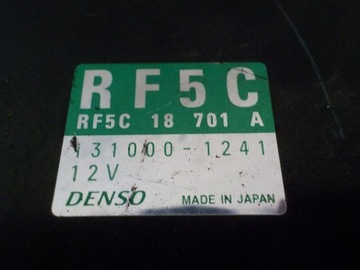 RF5C
RF5C 18 701 A
131000-1241
12V
DENSO MADE IN JAPAN